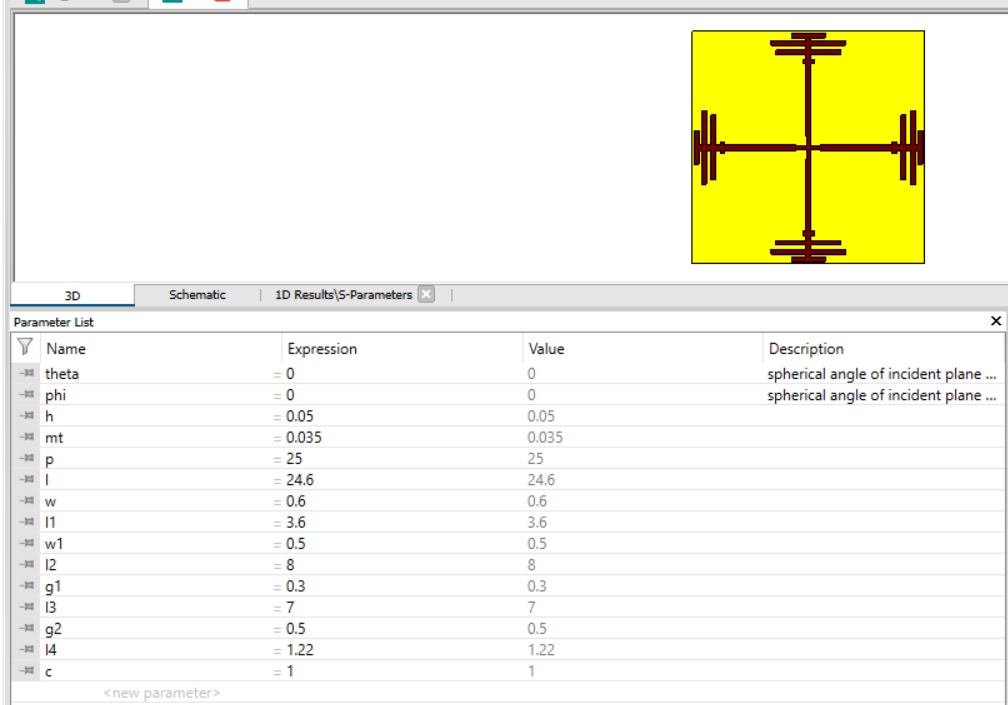 3D Schematic 1D Results\S-Parameters
Parameter List
Name Expression Value Description
theta = 0 0 spherical angle of incident plane ...
phi = 0 0 spherical angle of incident plane ...
h = 0.05 0.05
mt = 0.035 0.035
p = 25 25
l = 24.6 24.6
w = 0.6 0.6
l1 = 3.6 3.6
w1 = 0.5 0.5
l2 = 8 8
g1 = 0.3 0.3
l3 = 7 7
g2 = 0.5 0.5
l4 = 1.22 1.22
c = 1 1
<new parameter>